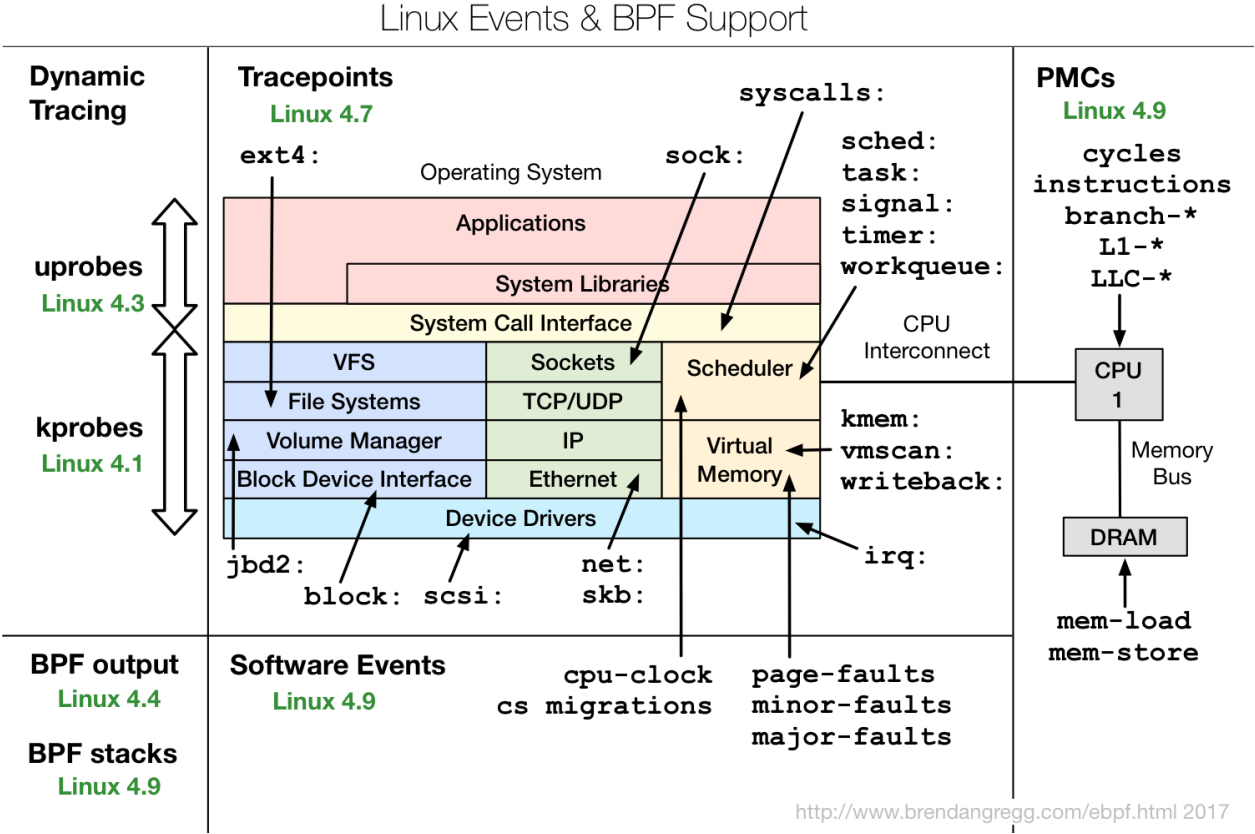 Linux Events & BPF Support
Dynamic
Tracing
uprobes
Linux 4.3
kprobes
Linux 4.1
BPF output
Linux 4.4
BPF stacks
Linux 4.9
Tracepoints
Linux 4.7
syscalls:
ext4:
sock:
Operating System
sched:
task:
signal:
timer:
workqueue:
Applications
System Libraries
System Call Interface
VFS
Sockets
Scheduler
File Systems
TCP/UDP
Volume Manager
IP
Virtual
Memory
Block Device Interface
Ethernet
Device Drivers
CPU
Interconnect
kmem:
vmscan:
writeback:
irq:
jbd2:
block:
scsi:
net:
skb:
Software Events
Linux 4.9
cpu-clock
cs migrations
page-faults
minor-faults
major-faults
PMCs
Linux 4.9
cycles
instructions
branch-*
L1-*
LLC-*
CPU
1
Memory
Bus
DRAM
mem-load
mem-store
http://www.brendangregg.com/ebpf.html 2017